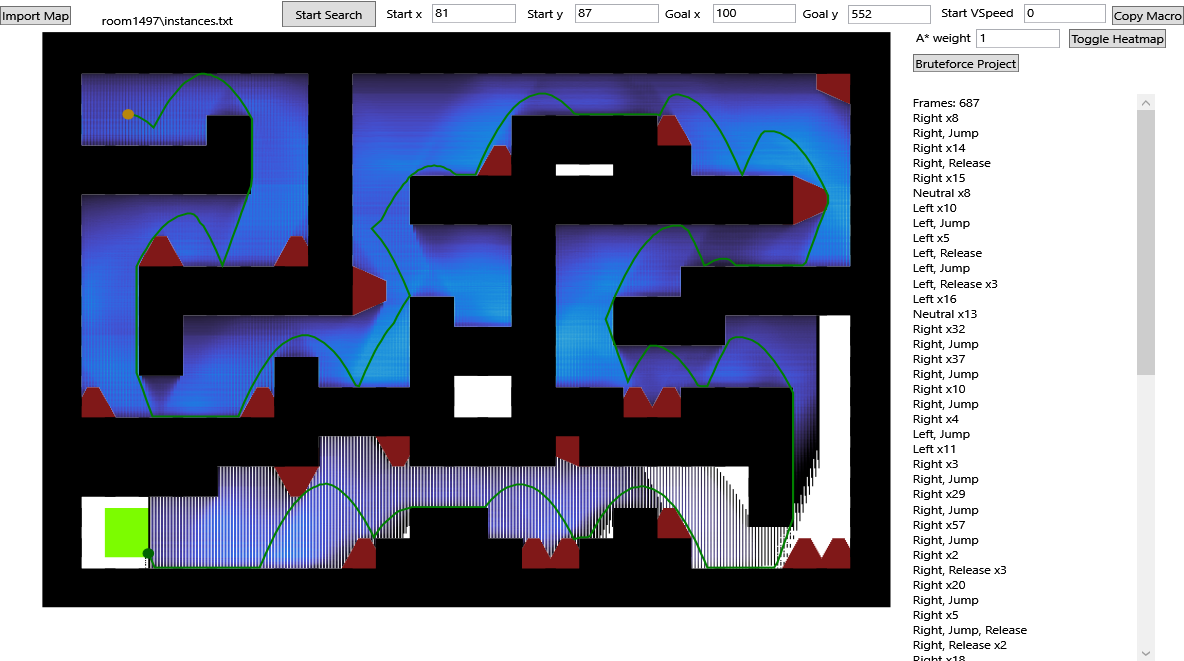 Import Map
room1497\instances.txt
Start Search
Start x 81
Start y 87
Goal x 100
Goal y 552
Start VSpeed 0
Copy Macro
A* weight 1
Toggle Heatmap
Bruteforce Project
Frames: 687
Right x8
Right, Jump
Right x14
Right, Release
Right x15
Neutral x8
Left x10
Left, Jump
Left x5
Left, Release
Left, Jump
Left, Release x3
Left x16
Neutral x13
Right x32
Right, Jump
Right x37
Right, Jump
Right x10
Right, Jump
Right x4
Left, Jump
Left x11
Right x3
Right, Jump
Right x29
Right, Jump
Right x57
Right, Jump
Right x2
Right, Release x3
Right x20
Right, Jump
Right x5
Right, Jump, Release
Right, Release x2
Right x18